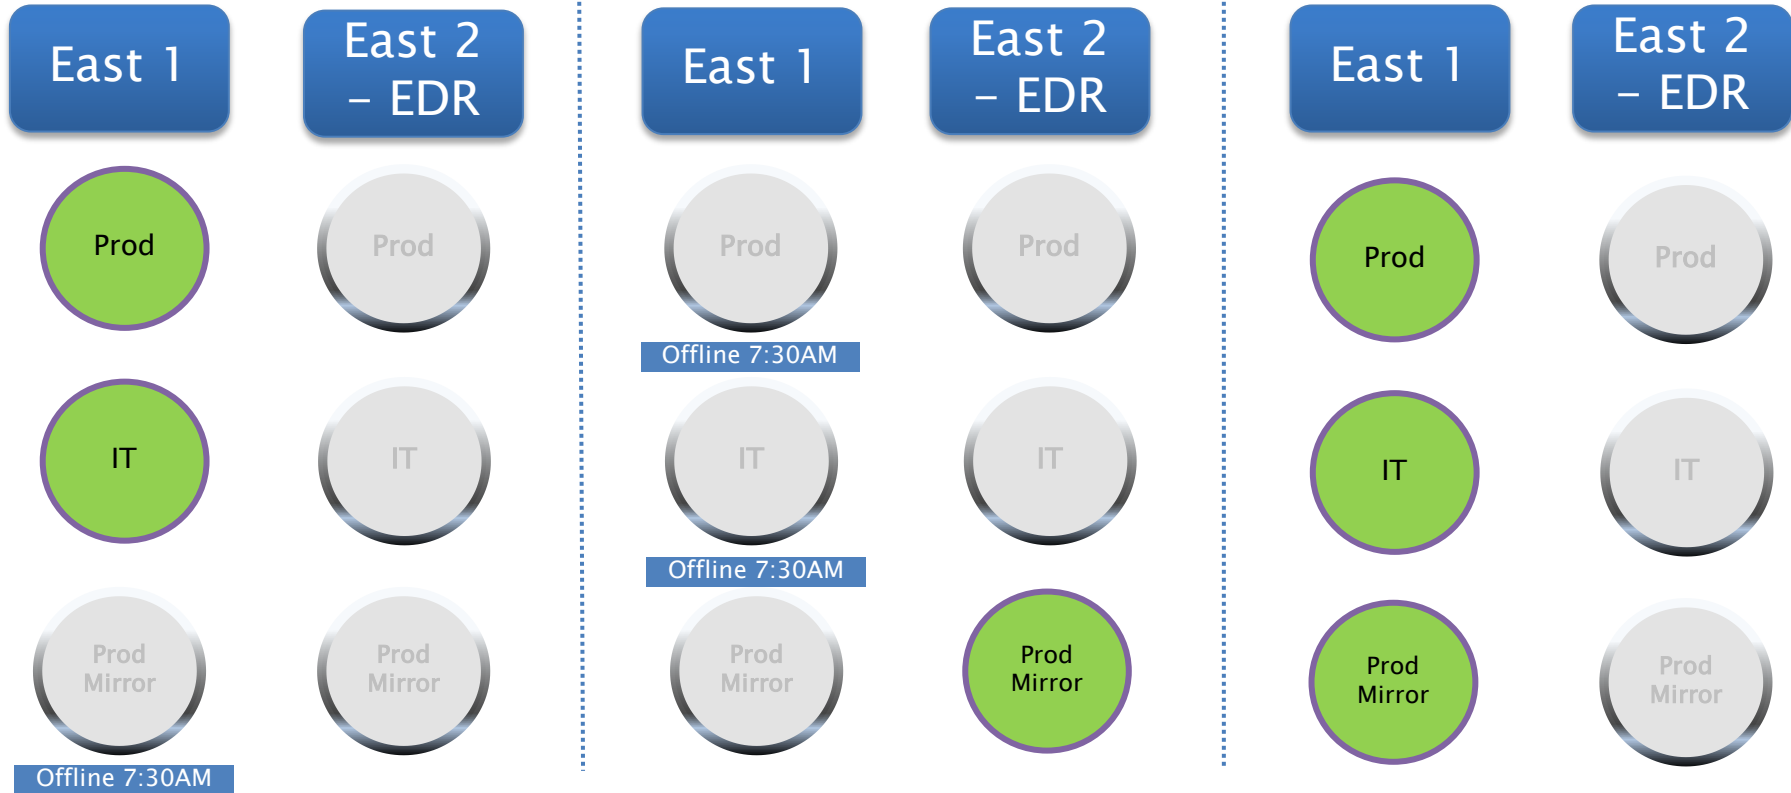 East 1
East 2
– EDR
East 1
East 2
– EDR
East 1
East 2
– EDR
Prod
Prod
Prod
Prod
Prod
Prod
Offline 7:30AM
IT
IT
IT
IT
IT
IT
Offline 7:30AM
Prod
Mirror
Prod
Mirror
Prod
Mirror
Prod
Mirror
Prod
Mirror
Prod
Mirror
Offline 7:30AM